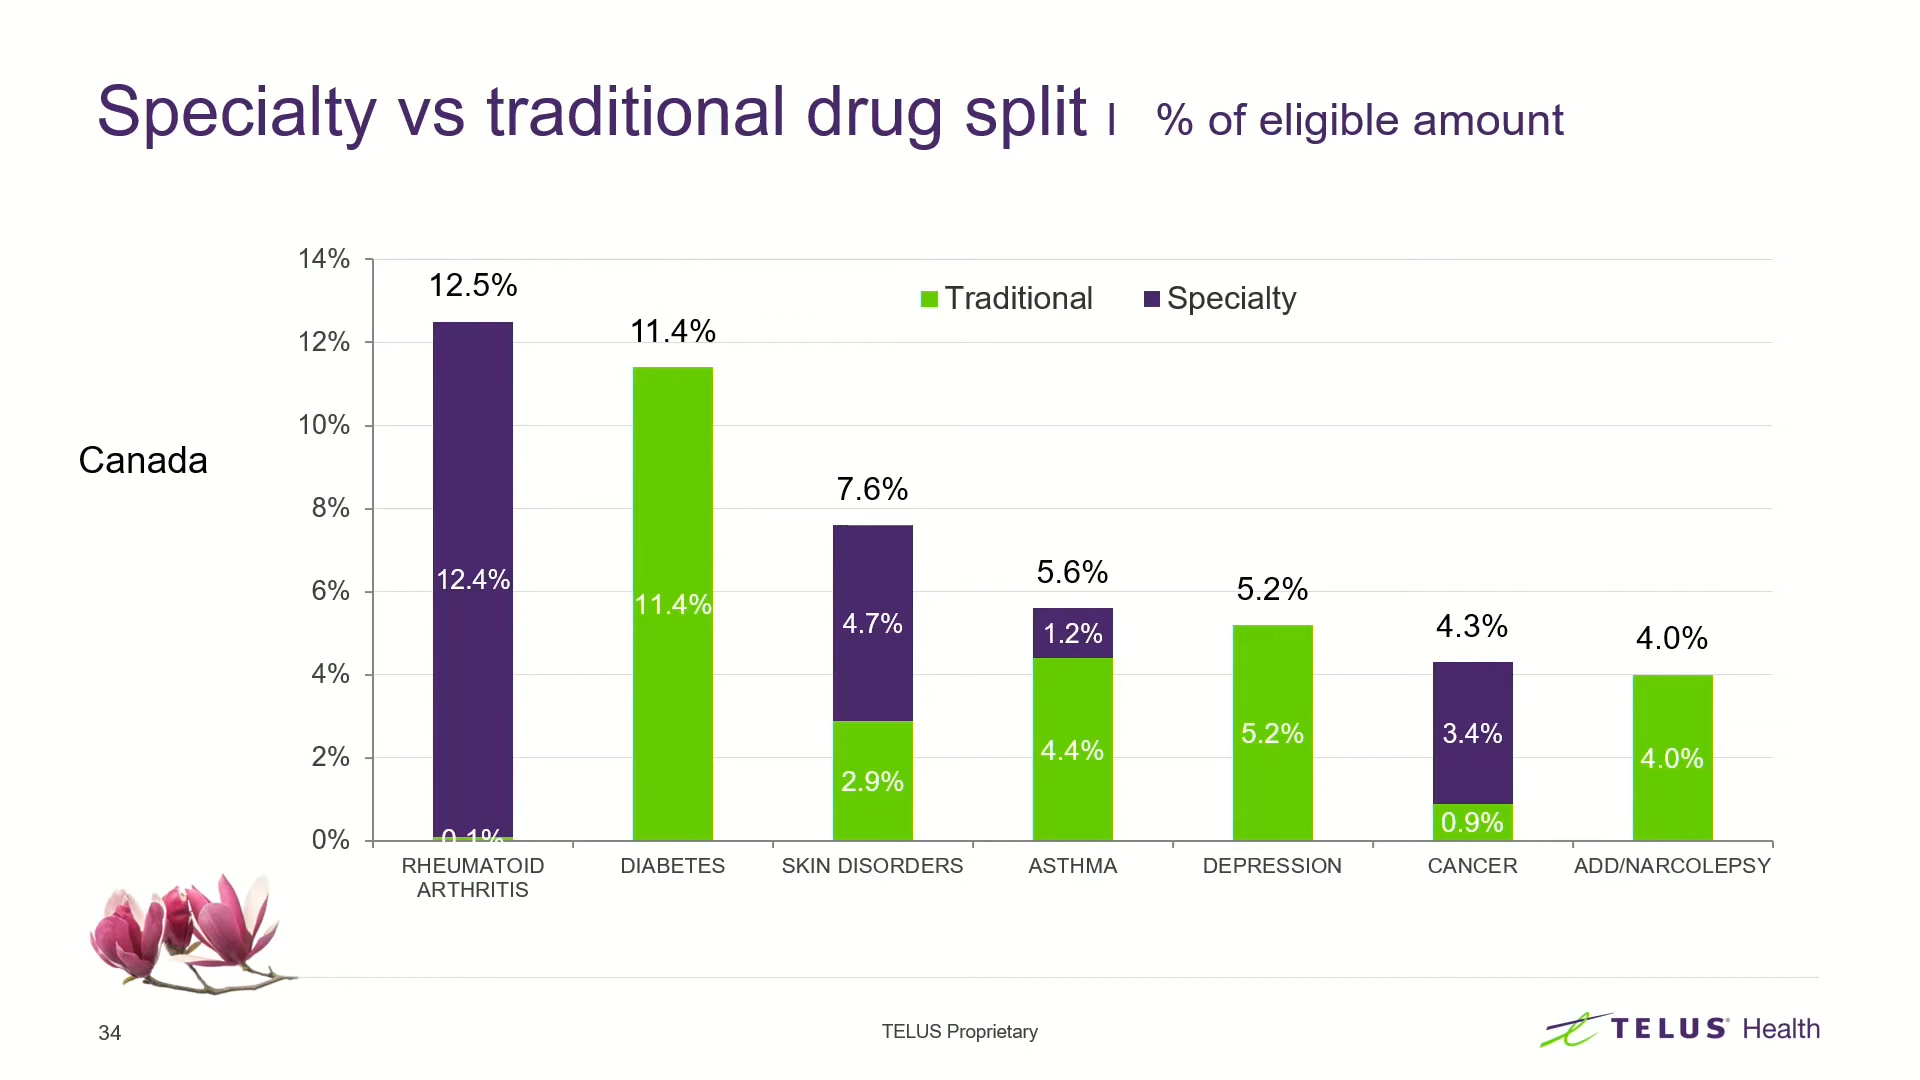 Specialty vs traditional drug split | % of eligible amount
14%
12%
10%
8%
6%
4%
2%
0%
Canada
Traditional
Specialty
12.5%
12.4%
0.1%
11.4%
11.4%
7.6%
4.7%
2.9%
5.6%
1.2%
4.4%
5.2%
5.2%
4.3%
3.4%
0.9%
4.0%
4.0%
RHEUMATOID
ARTHRITIS
DIABETES
SKIN DISORDERS
ASTHMA
DEPRESSION
CANCER
ADD/NARCOLEPSY
34
TELUS Proprietary
TELUS® Health